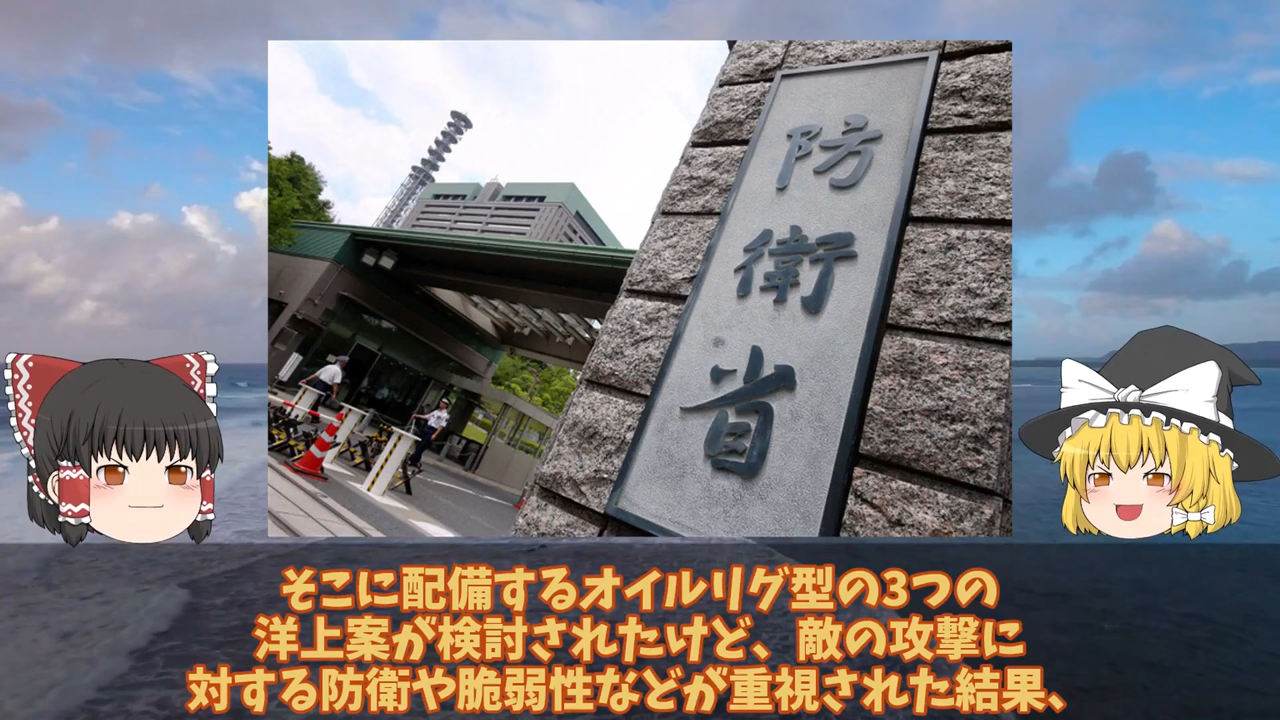 防衛省
そこに配備するオイルリグ型の3つの
洋上案が検討されたけど、敵の攻撃に
対する防衛や脆弱性などが重視された結果、